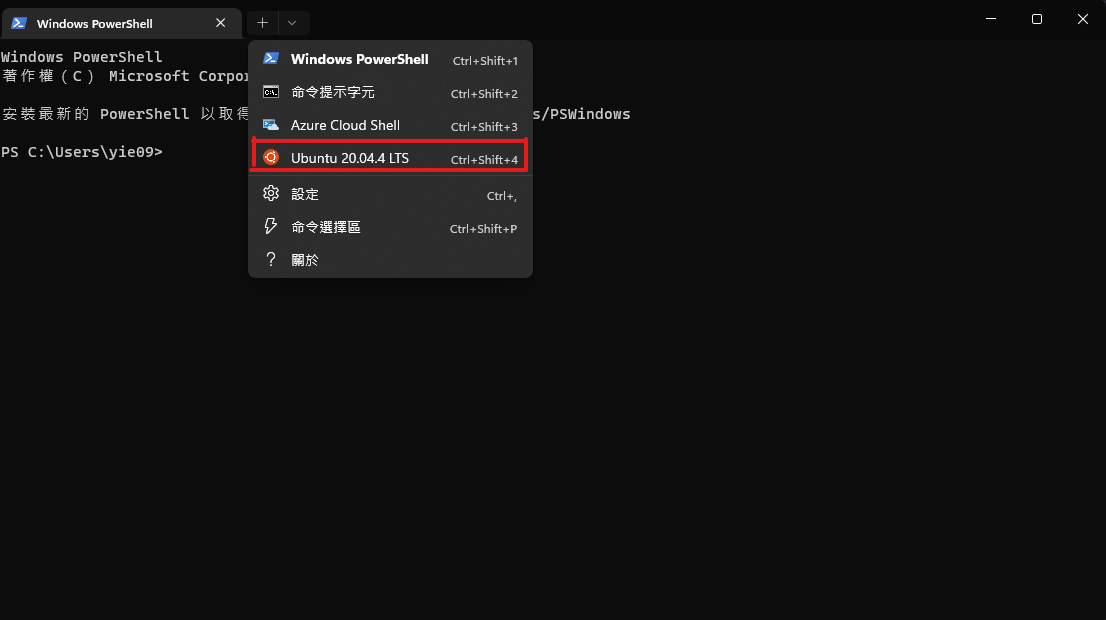 Windows PowerShell
Windows PowerShell
著作權 (C) Microsoft Corpor
安裝最新的 PowerShell 以取得
s/PSWindows
PS C:\Users\yie09>
Windows PowerShell Ctrl+Shift+1
命令提示字元 Ctrl+Shift+2
Azure Cloud Shell Ctrl+Shift+3
Ubuntu 20.04.4 LTS Ctrl+Shift+4
設定 Ctrl+,
命令選擇區 Ctrl+Shift+P
關於